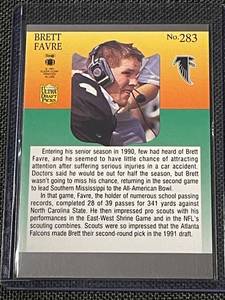 BRETT
FAVRE
No. 283
ULTRA
DRAFT PICKS
Entering his senior season in 1990, few had heard of Brett
Favre, and he seemed to have little chance of attracting
attention after suffering serious injuries in a car accident.
Doctors said he would be out for half the season, but Brett
wasn't going to miss his chance, returning in the second game
to lead Southern Mississippi to the All-American Bowl.
In that game, Favre, the holder of numerous school passing
records, completed 28 of 39 passes for 341 yards against
North Carolina State. He then impressed pro scouts with his
performances in the East-West Shrine Game and in the NFL's
scouting combines. Scouts were so impressed that the Atlanta
Falcons made Brett their second-round pick in the 1991 draft.